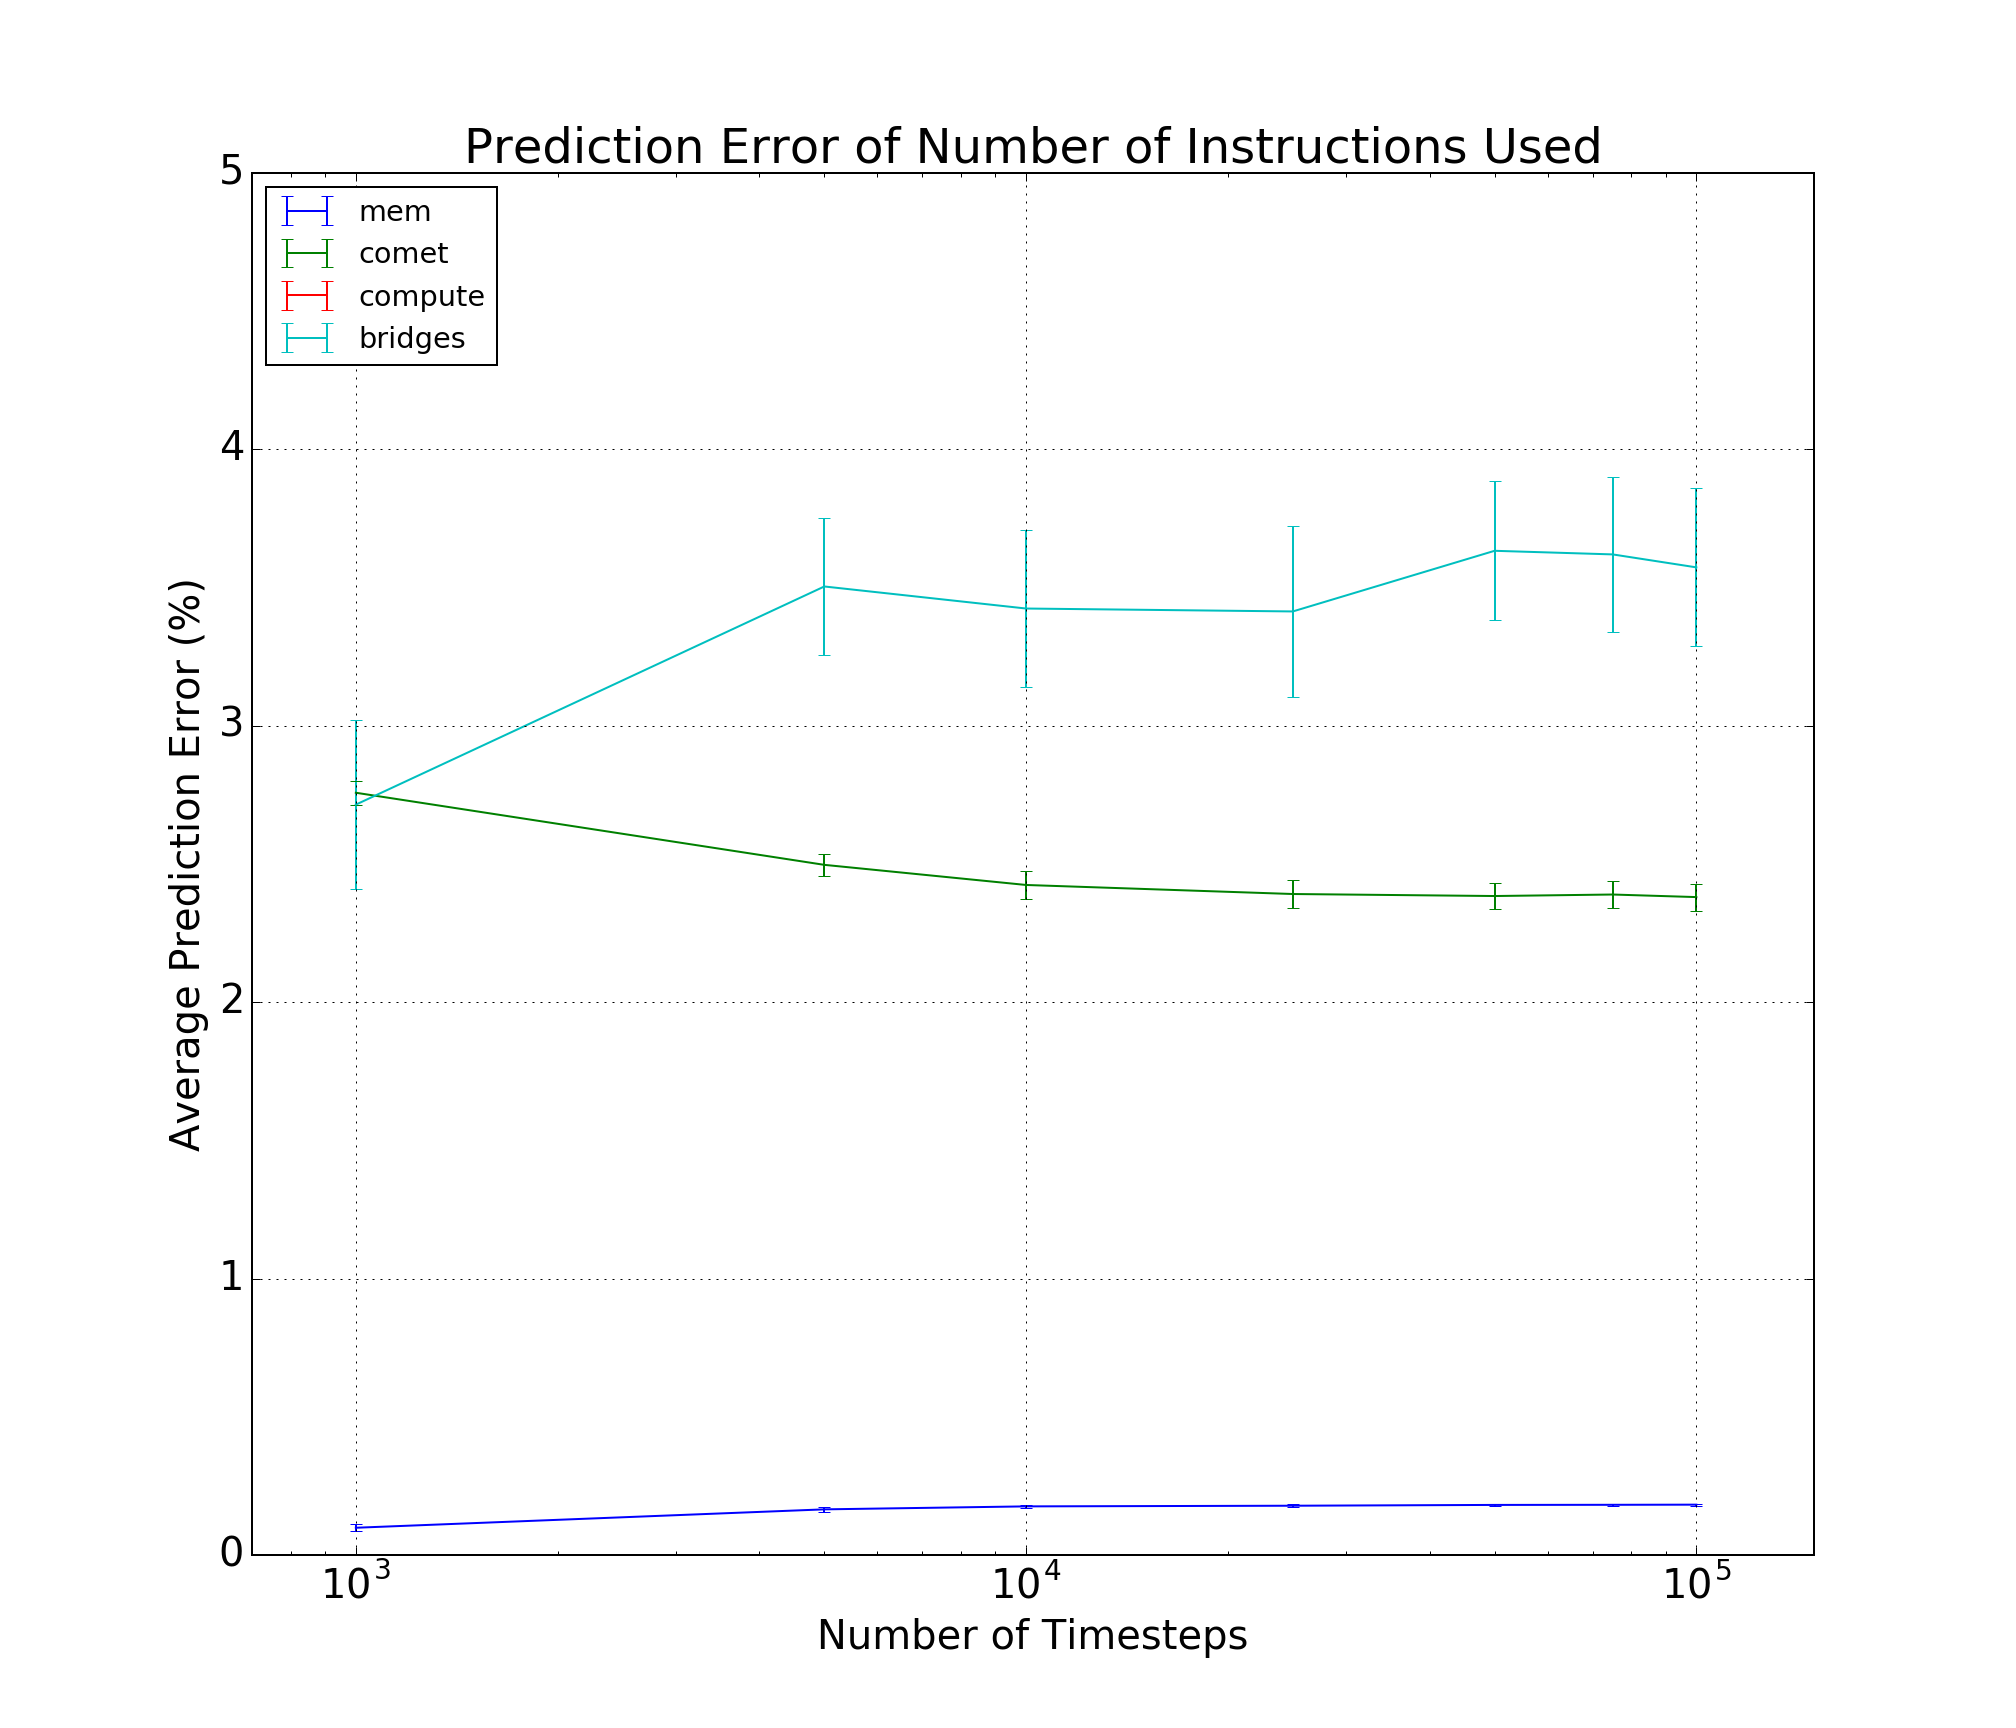 Prediction Error of Number of Instructions Used
5
4
3
2
1
0
mem
comet
compute
bridges
Average Prediction Error (%)
10³ 10⁴ 10⁵
Number of Timesteps